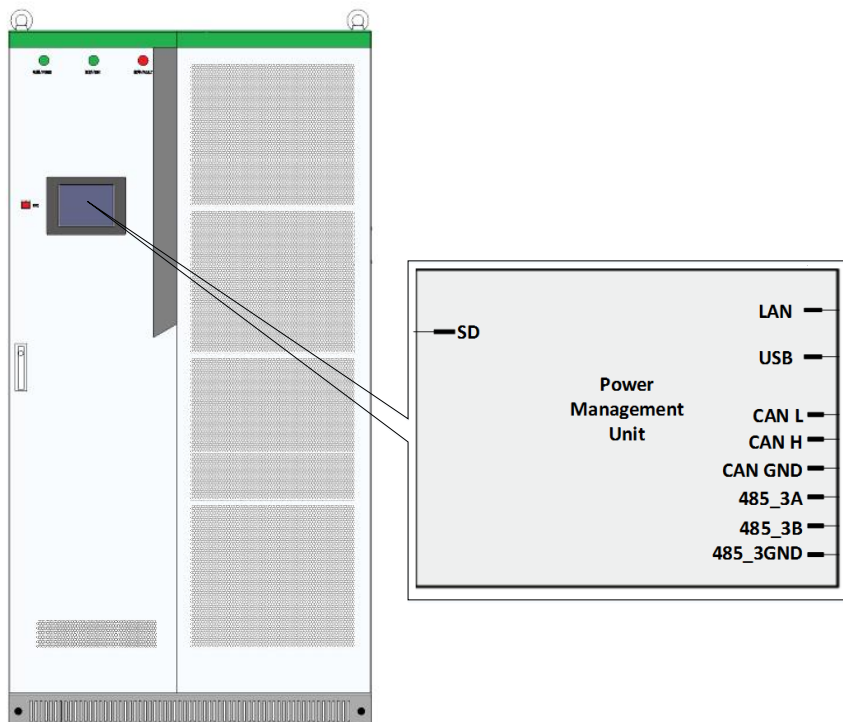 SD
LAN
USB
Power
Management
Unit
CAN L
CAN H
CAN GND
485_3A
485_3B
485_3GND